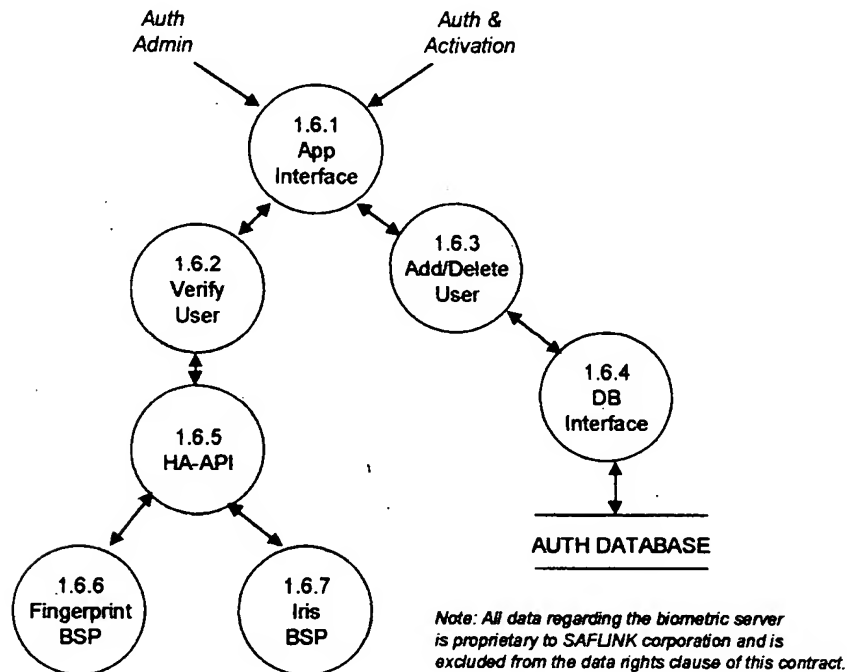 Auth
Admin
Auth &
Activation
1.6.1
App
Interface
1.6.2
Verify
User
1.6.3
Add/Delete
User
1.6.4
DB
Interface
1.6.5
HA-API
AUTH DATABASE
1.6.6
Fingerprint
BSP
1.6.7
Iris
BSP
Note: All data regarding the biometric server
is proprietary to SAFLINK corporation and is
excluded from the data rights clause of this contract.